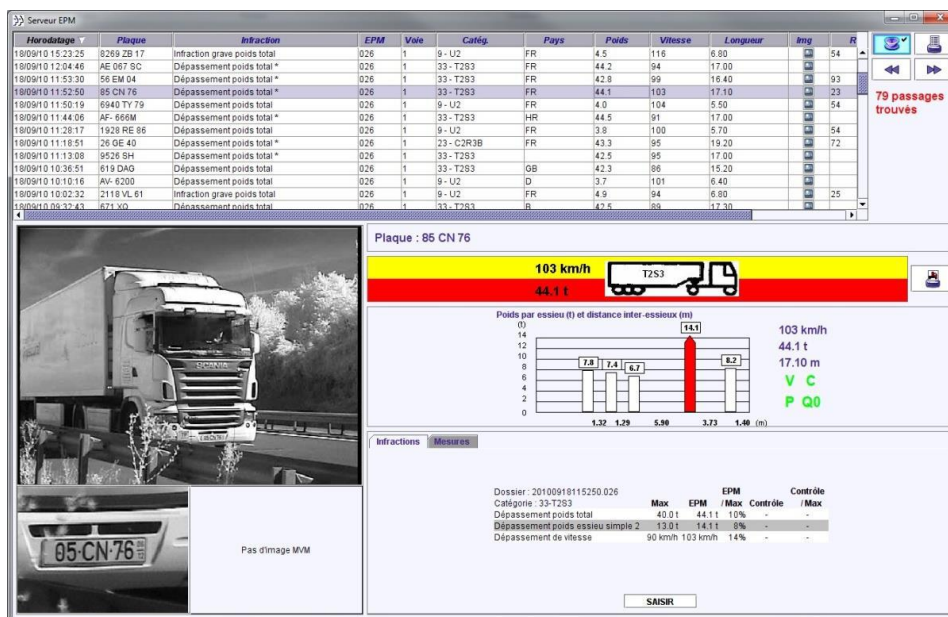 Serveur EPM
Horodatage Plaque Infraction EPM Voie Catég. Pays Poids Vitesse Longueur Img R
18/09/10 15:23:25 8269 ZB 17 Infraction grave poids total 026 1 9 - U2 FR 4.5 116 6.80 54
18/09/10 12:04:46 AE 067 SC Dépassement poids total * 026 1 33 - T2S3 FR 44.2 94 17.00
18/09/10 11:53:30 56 EM 04 Dépassement poids total * 026 1 33 - T2S3 FR 42.8 99 16.40 93
18/09/10 11:52:50 85 CN 76 Dépassement poids total * 026 1 33 - T2S3 FR 44.1 103 17.10 23
18/09/10 11:50:19 6940 TY 79 Dépassement poids total 026 1 9 - U2 FR 4.0 104 5.50 54
18/09/10 11:44:06 AF- 666M Dépassement poids total * 026 1 33 - T2S3 HR 44.5 91 17.00
18/09/10 11:28:17 1928 RE 86 Dépassement poids total 026 1 9 - U2 FR 3.8 100 5.70 54
18/09/10 11:18:51 26 GE 40 Dépassement poids total * 026 1 23 - C2R3B FR 43.3 95 19.20 72
18/09/10 11:13:08 9526 SH Dépassement poids total * 026 1 33 - T2S3 42.5 95 17.00
18/09/10 10:36:51 619 DAG Dépassement poids total 026 1 33 - T2S3 GB 42.3 86 15.20
18/09/10 10:10:16 AV- 6200 Dépassement poids total 026 1 9 - U2 D 3.7 101 6.40
18/09/10 10:02:32 2118 VL 61 Infraction grave poids total 026 1 9 - U2 FR 4.9 94 6.80 25
18/09/10 09:32:43 671 XQ Dépassement poids total 026 1 33 - T2S3 B 42.5 89 17.30
79 passages
trouvés
Plaque : 85 CN 76
103 km/h
44.1 t
T2S3
Poids par essieu (t) et distance inter-essieux (m)
(t)
14
12
10
8
6
4
2
0
7.8 7.4 6.7 14.1 8.2
1.32 1.29 5.90 3.73 1.40 (m)
103 km/h
44.1 t
17.10 m
V C
P Q0
SCANIA
85-CN-76
Pas d'image MVM
Infractions Mesures
Dossier : 20100918115250.026 EPM Contrôle
Catégorie : 33-T2S3 Max EPM / Max Contrôle / Max
Dépassement poids total 40.0 t 44.1 t 10% - -
Dépassement poids essieu simple 2 13.0 t 14.1 t 8% - -
Dépassement de vitesse 90 km/h 103 km/h 14% - -
SAISIR